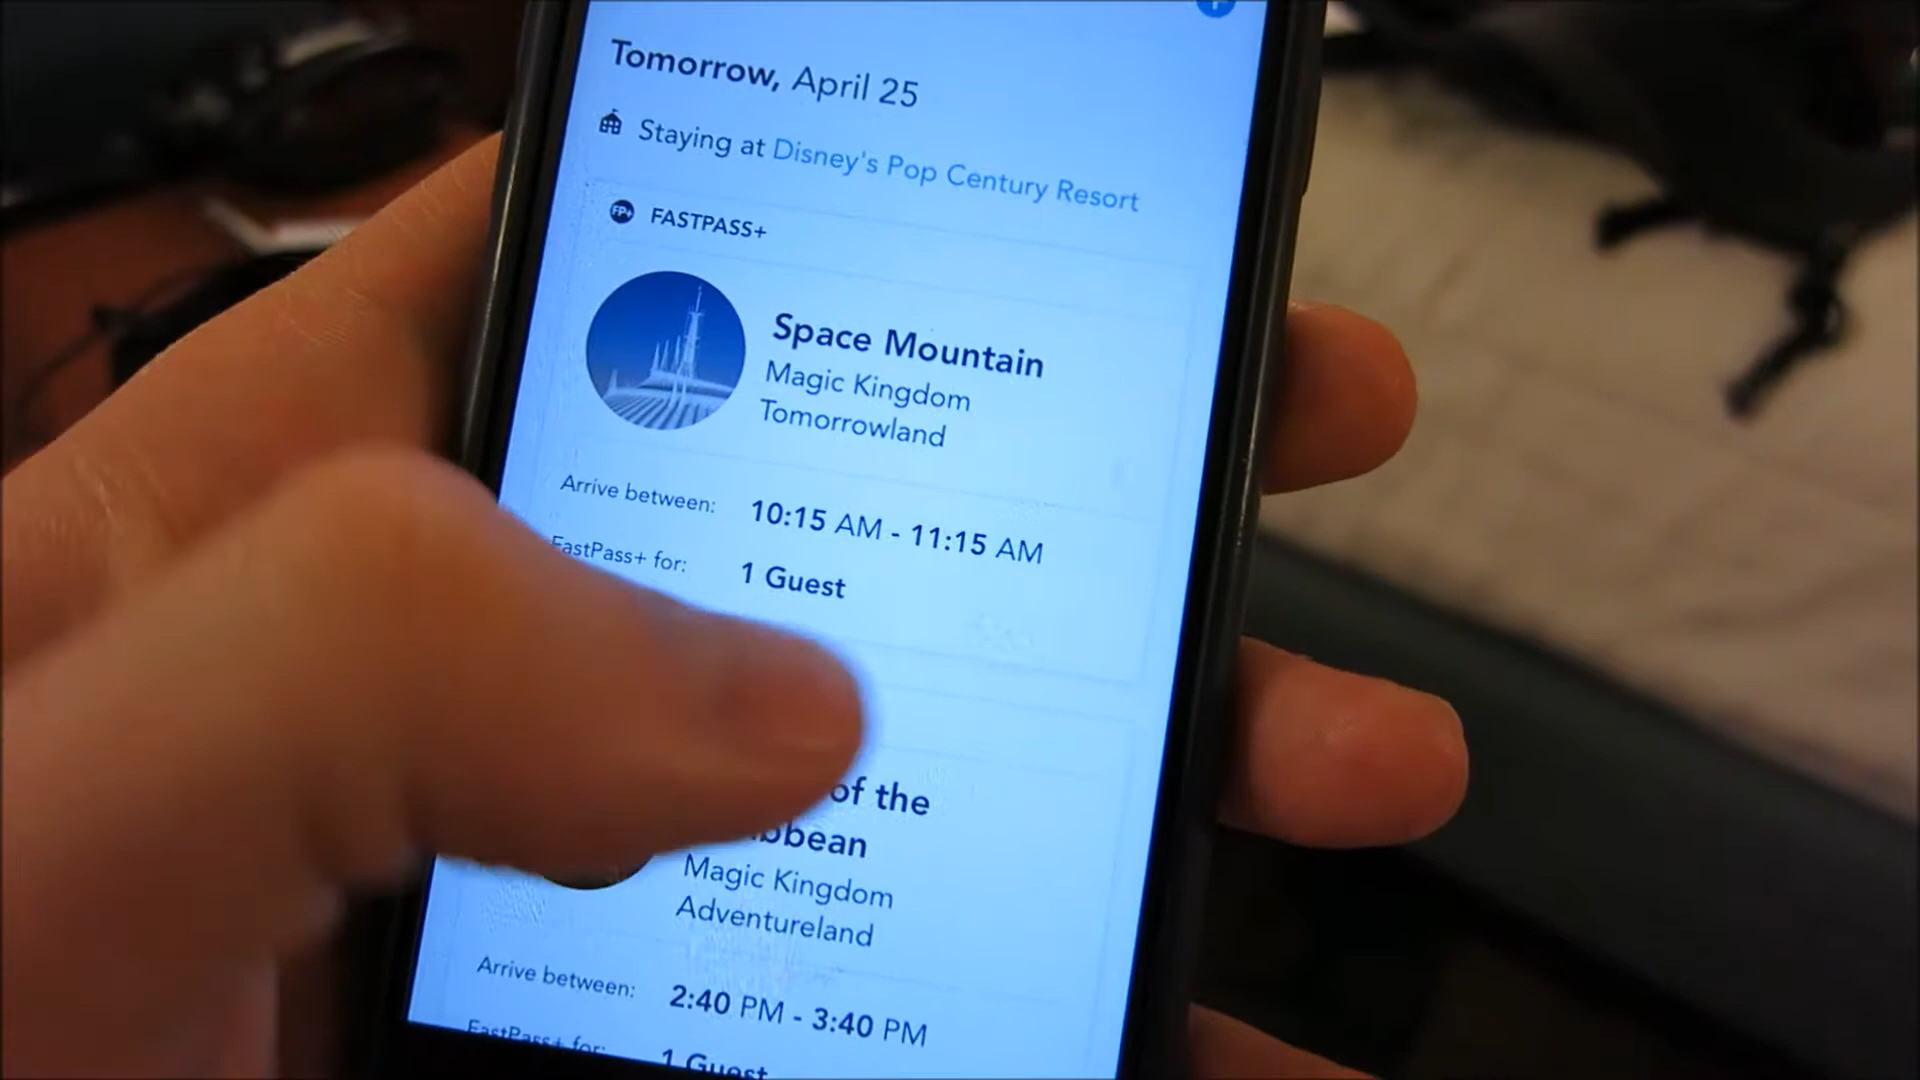 Tomorrow, April 25
Staying at Disney's Pop Century Resort
FP+ FASTPASS+
Space Mountain
Magic Kingdom
Tomorrowland
Arrive between: 10:15 AM - 11:15 AM
FastPass+ for: 1 Guest
of the
Magic Kingdom
Adventureland
Arrive between: 2:40 PM - 3:40 PM
FastPass+ for: 1 Guest